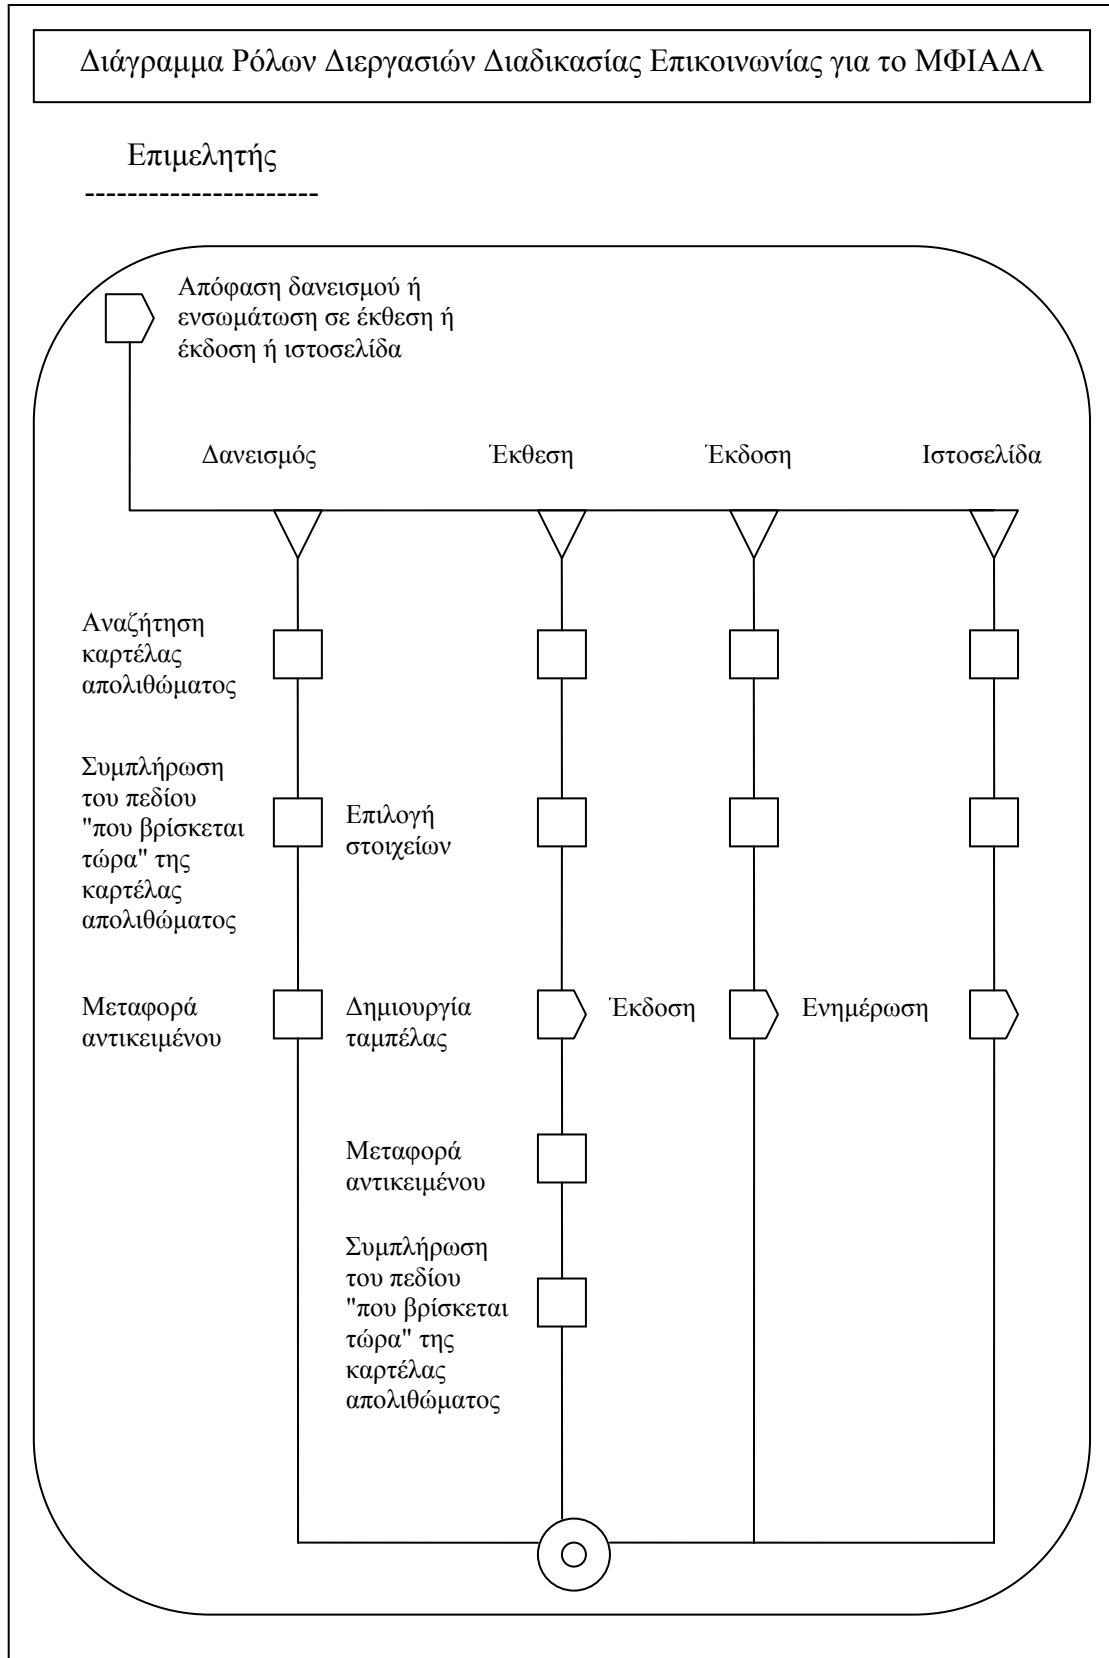 Διάγραμμα Ρόλων Διεργασιών Διαδικασίας Επικοινωνίας για το ΜΦΙΑΔΛ
Επιμελητής
----------------------
Απόφαση δανεισμού ή
ενσωμάτωση σε έκθεση ή
έκδοση ή ιστοσελίδα
Δανεισμός
Έκθεση
Έκδοση
Ιστοσελίδα
Αναζήτηση
καρτέλας
απολιθώματος
Συμπλήρωση
του πεδίου
"που βρίσκεται
τώρα" της
καρτέλας
απολιθώματος
Επιλογή
στοιχείων
Μεταφορά
αντικειμένου
Δημιουργία
ταμπέλας
Έκδοση
Ενημέρωση
Μεταφορά
αντικειμένου
Συμπλήρωση
του πεδίου
"που βρίσκεται
τώρα" της
καρτέλας
απολιθώματος